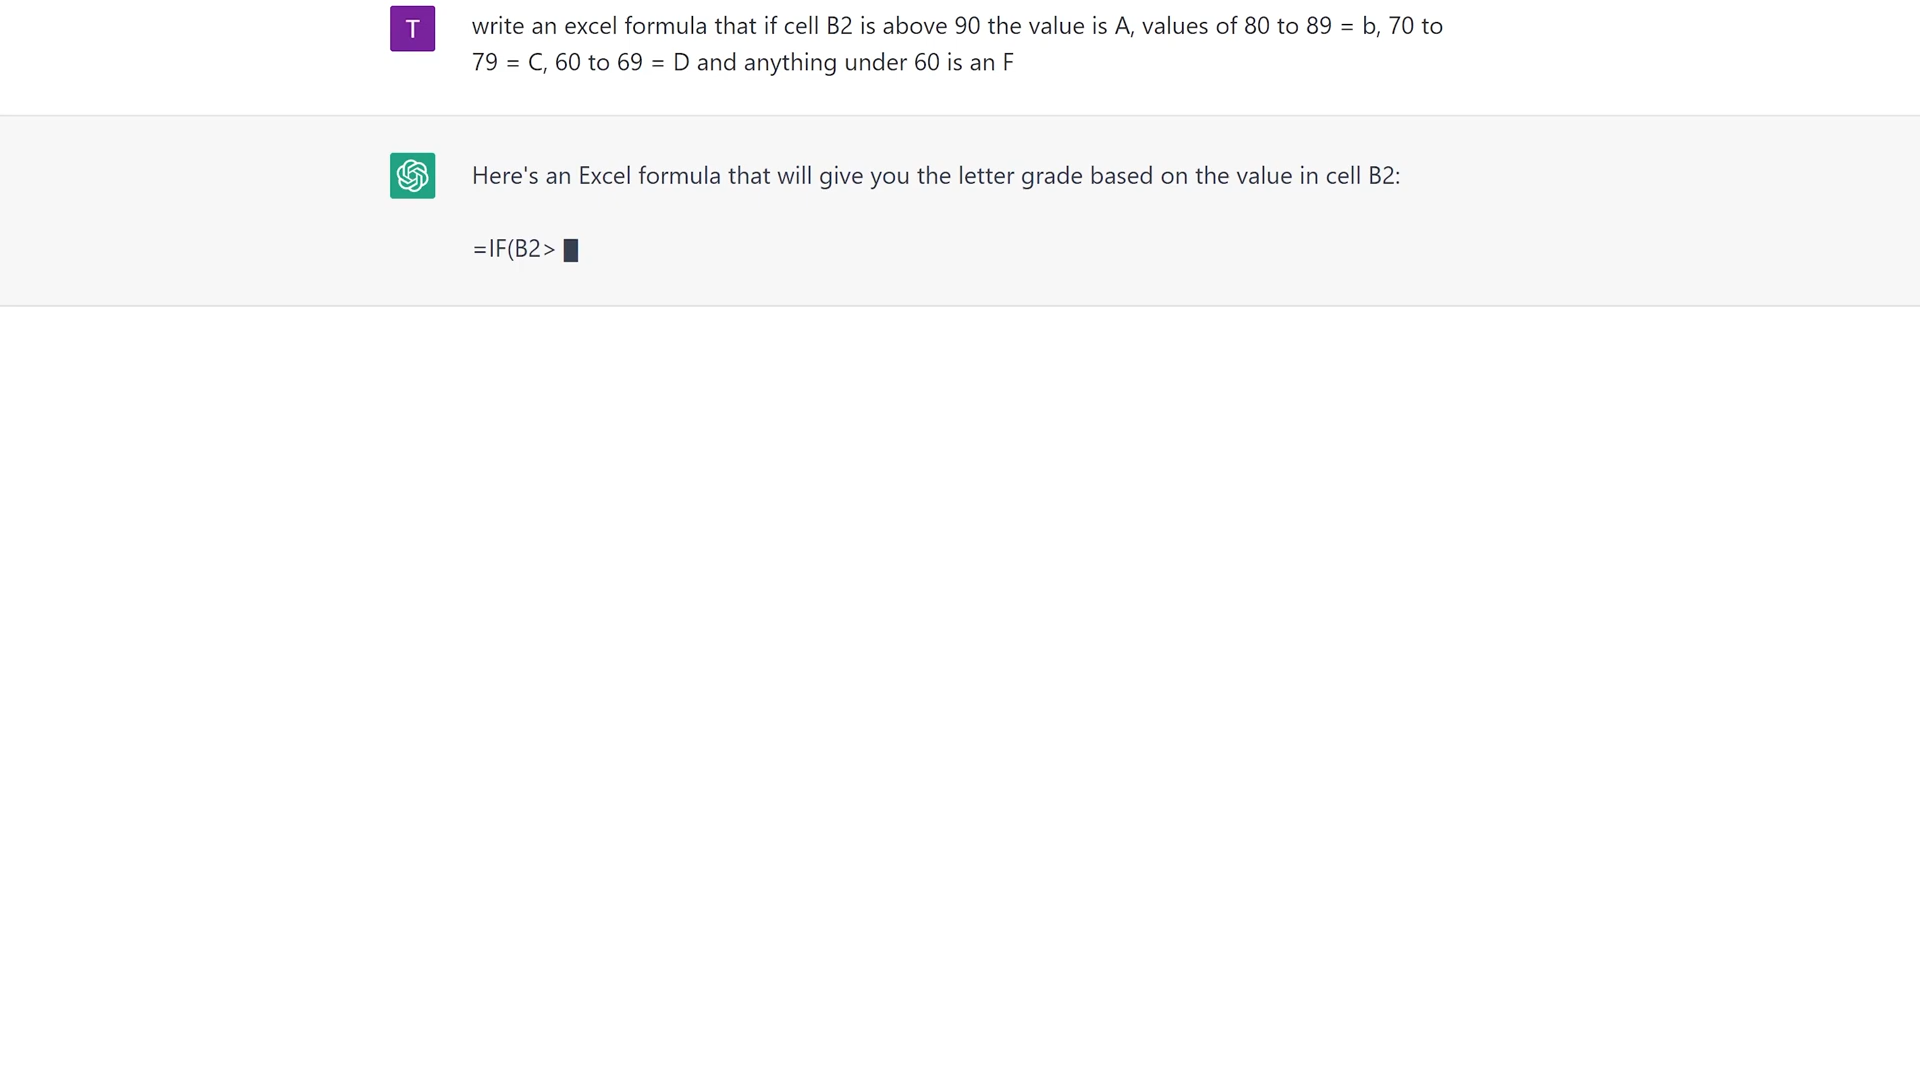 T
write an excel formula that if cell B2 is above 90 the value is A, values of 80 to 89 = b, 70 to
79 = C, 60 to 69 = D and anything under 60 is an F
Here's an Excel formula that will give you the letter grade based on the value in cell B2:
=IF(B2>